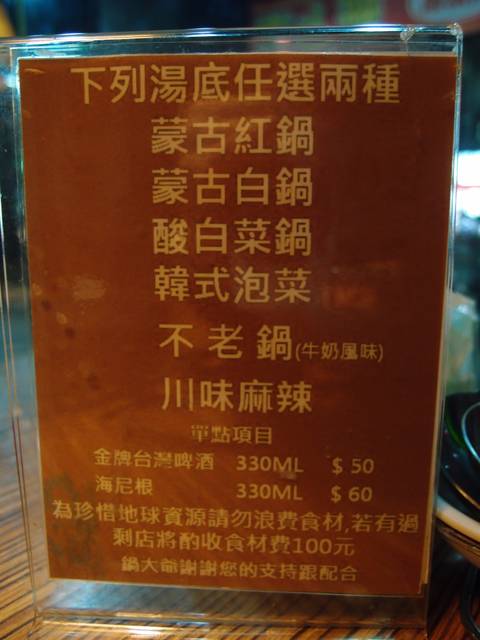 下列湯底任選兩種
蒙古紅鍋
蒙古白鍋
酸白菜鍋
韓式泡菜
不老鍋(牛奶風味)
川味麻辣
單點項目
金牌台灣啤酒 330ML $50
海尼根 330ML $60
為珍惜地球資源請勿浪費食材,若有過
剩店將酌收食材費100元
鍋大爺謝謝您的支持跟配合